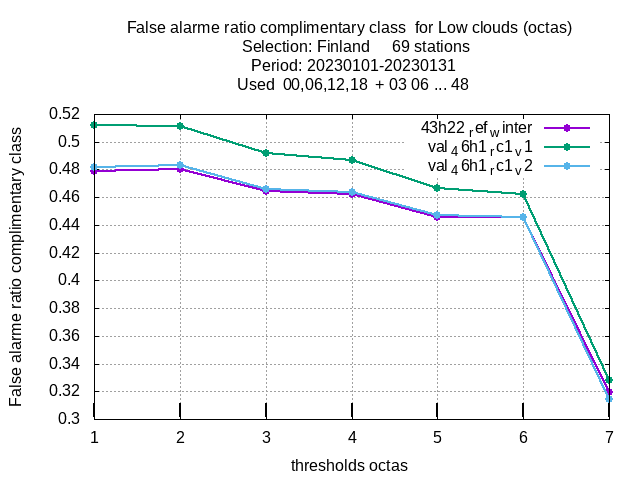 False alarme ratio complimentary class for Low clouds (octas)
Selection: Finland 69 stations
Period: 20230101-20230131
Used 00,06,12,18 + 03 06 ... 48
43h22 ref winter
val 4 6h1 r c1 v 1
val 4 6h1 r c1 v 2
False alarme ratio complimentary class
0.52
0.5
0.48
0.46
0.44
0.42
0.4
0.38
0.36
0.34
0.32
0.3
1 2 3 4 5 6 7
thresholds octas